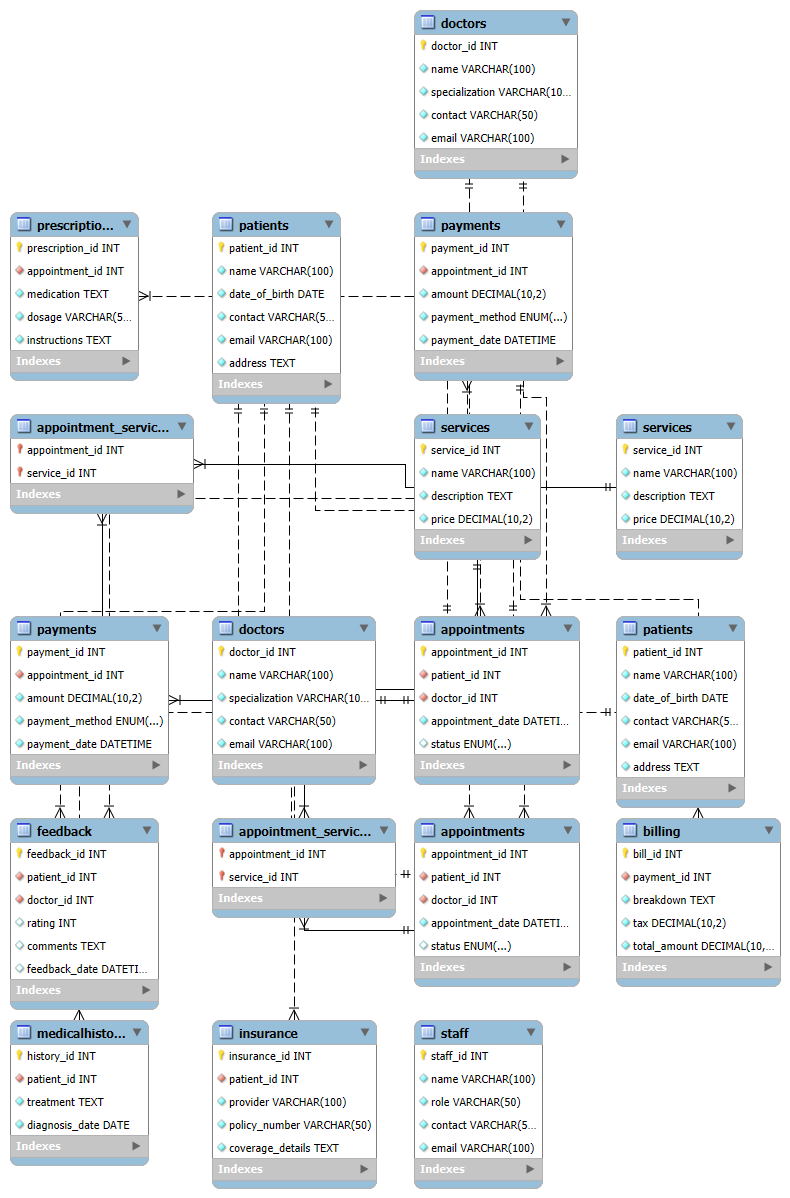 doctors
doctor_id INT
name VARCHAR(100)
specialization VARCHAR(10...
contact VARCHAR(50)
email VARCHAR(100)
Indexes
prescriptio...
prescription_id INT
appointment_id INT
medication TEXT
dosage VARCHAR(5...
instructions TEXT
Indexes
patients
patient_id INT
name VARCHAR(100)
date_of_birth DATE
contact VARCHAR(5...
email VARCHAR(100)
address TEXT
Indexes
payments
payment_id INT
appointment_id INT
amount DECIMAL(10,2)
payment_method ENUM(...)
payment_date DATETIME
Indexes
appointment_servic...
appointment_id INT
service_id INT
Indexes
services
service_id INT
name VARCHAR(100)
description TEXT
price DECIMAL(10,2)
Indexes
services
service_id INT
name VARCHAR(100)
description TEXT
price DECIMAL(10,2)
Indexes
payments
payment_id INT
appointment_id INT
amount DECIMAL(10,2)
payment_method ENUM(...)
payment_date DATETIME
Indexes
doctors
doctor_id INT
name VARCHAR(100)
specialization VARCHAR(10...
contact VARCHAR(50)
email VARCHAR(100)
Indexes
appointments
appointment_id INT
patient_id INT
doctor_id INT
appointment_date DATETI...
status ENUM(...)
Indexes
patients
patient_id INT
name VARCHAR(100)
date_of_birth DATE
contact VARCHAR(5...
email VARCHAR(100)
address TEXT
Indexes
feedback
feedback_id INT
patient_id INT
doctor_id INT
rating INT
comments TEXT
feedback_date DATETI...
Indexes
appointment_servic...
appointment_id INT
service_id INT
Indexes
appointments
appointment_id INT
patient_id INT
doctor_id INT
appointment_date DATETI...
status ENUM(...)
Indexes
billing
bill_id INT
payment_id INT
breakdown TEXT
tax DECIMAL(10,2)
total_amount DECIMAL(10,...
Indexes
medicalhisto...
history_id INT
patient_id INT
treatment TEXT
diagnosis_date DATE
Indexes
insurance
insurance_id INT
patient_id INT
provider VARCHAR(100)
policy_number VARCHAR(50)
coverage_details TEXT
Indexes
staff
staff_id INT
name VARCHAR(100)
role VARCHAR(50)
contact VARCHAR(5...
email VARCHAR(100)
Indexes